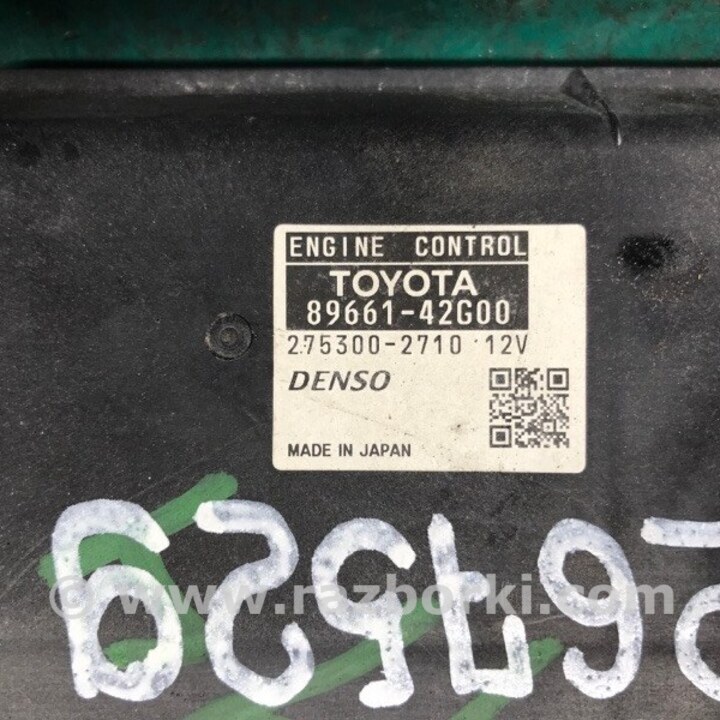 ENGINE CONTROL
TOYOTA
89661-42G00
275300-2710 12V
DENSO
MADE IN JAPAN
© www.razborki.com